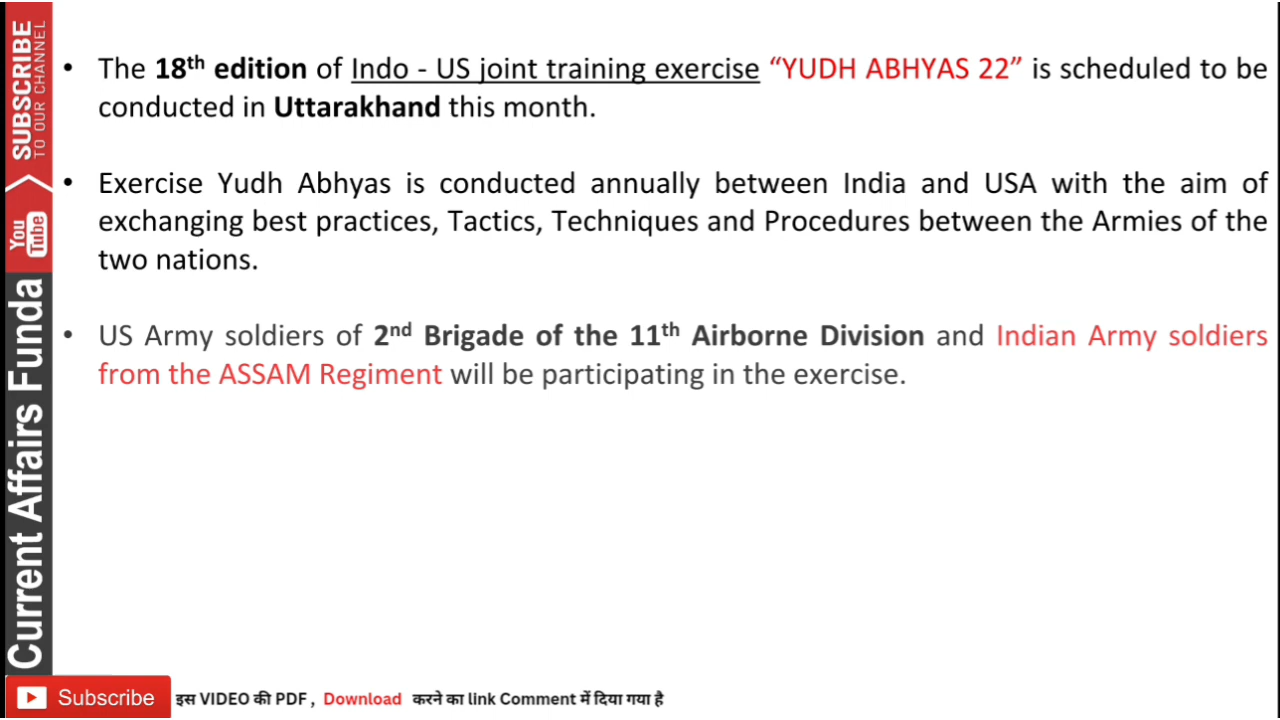 SUBSCRIBE
TO OUR CHANNEL
You
Tube
Current Affairs Funda
• The 18th edition of Indo - US joint training exercise “YUDH ABHYAS 22” is scheduled to be
conducted in Uttarakhand this month.
• Exercise Yudh Abhyas is conducted annually between India and USA with the aim of
exchanging best practices, Tactics, Techniques and Procedures between the Armies of the
two nations.
• US Army soldiers of 2nd Brigade of the 11th Airborne Division and Indian Army soldiers
from the ASSAM Regiment will be participating in the exercise.
Subscribe इस VIDEO की PDF , Download करने का link Comment में दिया गया है